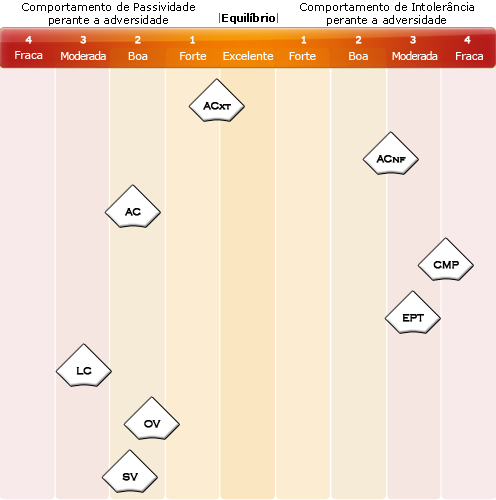 Comportamento de Passividade
perante a adversidade
|Equilíbrio|
Comportamento de Intolerância
perante a adversidade
4 3 2 1 1 2 3 4
Fraca Moderada Boa Forte Excelente Forte Boa Moderada Fraca
ACXT
ACNF
AC
CMP
EPT
LC
OV
SV